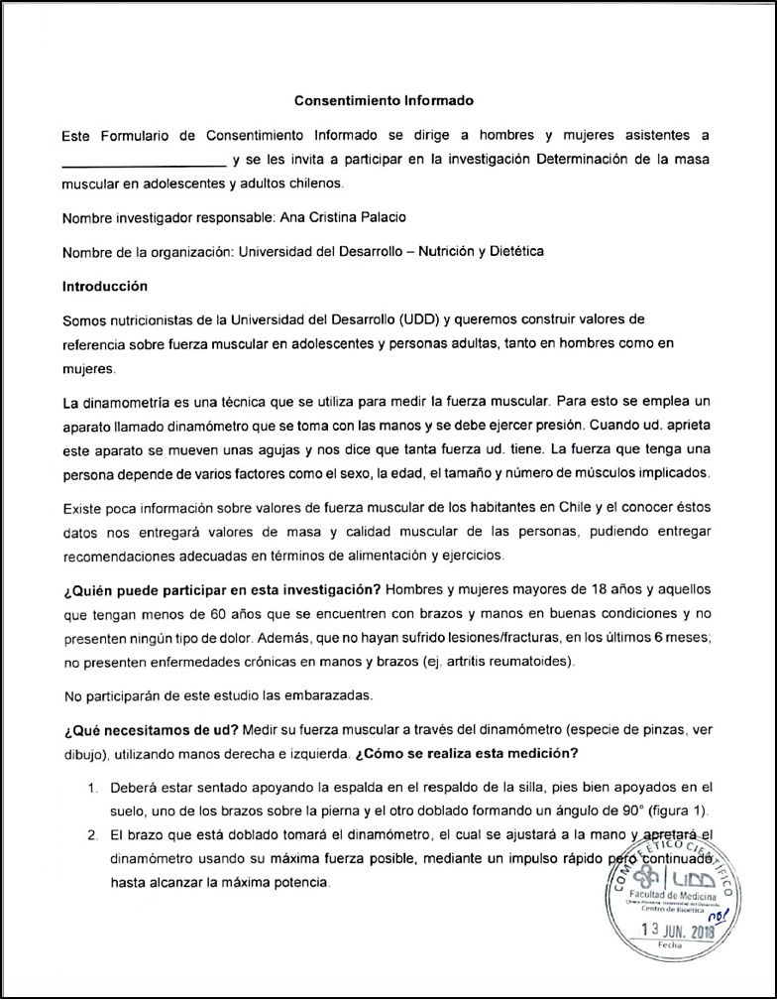 Consentimiento Informado
Este Formulario de Consentimiento Informado se dirige a hombres y mujeres asistentes a
______________________ y se les invita a participar en la investigación Determinación de la masa
muscular en adolescentes y adultos chilenos.
Nombre investigador responsable: Ana Cristina Palacio
Nombre de la organización: Universidad del Desarrollo – Nutrición y Dietética
Introducción
Somos nutricionistas de la Universidad del Desarrollo (UDD) y queremos construir valores de
referencia sobre fuerza muscular en adolescentes y personas adultas, tanto en hombres como en
mujeres.
La dinamometría es una técnica que se utiliza para medir la fuerza muscular. Para esto se emplea un
aparato llamado dinamómetro que se toma con las manos y se debe ejercer presión. Cuando ud. aprieta
este aparato se mueven unas agujas y nos dice que tanta fuerza ud. tiene. La fuerza que tenga una
persona depende de varios factores como el sexo, la edad, el tamaño y número de músculos implicados.
Existe poca información sobre valores de fuerza muscular de los habitantes en Chile y el conocer éstos
datos nos entregará valores de masa y calidad muscular de las personas, pudiendo entregar
recomendaciones adecuadas en términos de alimentación y ejercicios.
¿Quién puede participar en esta investigación? Hombres y mujeres mayores de 18 años y aquellos
que tengan menos de 60 años que se encuentren con brazos y manos en buenas condiciones y no
presenten ningún tipo de dolor. Además, que no hayan sufrido lesiones/fracturas, en los últimos 6 meses;
no presenten enfermedades crónicas en manos y brazos (ej. artritis reumatoides).
No participarán de este estudio las embarazadas.
¿Qué necesitamos de ud? Medir su fuerza muscular a través del dinamómetro (especie de pinzas, ver
dibujo), utilizando manos derecha e izquierda. ¿Cómo se realiza esta medición?
1. Deberá estar sentado apoyando la espalda en el respaldo de la silla, pies bien apoyados en el
suelo, uno de los brazos sobre la pierna y el otro doblado formando un ángulo de 90° (figura 1).
2. El brazo que está doblado tomará el dinamómetro, el cual se ajustará a la mano y apretará el
dinamómetro usando su máxima fuerza posible, mediante un impulso rápido pero continuado
hasta alcanzar la máxima potencia.
COMITE ETICO CIENTIFICO
UDD
Facultad de Medicina
Centro de Bioética
13 JUN. 2018
Fecha